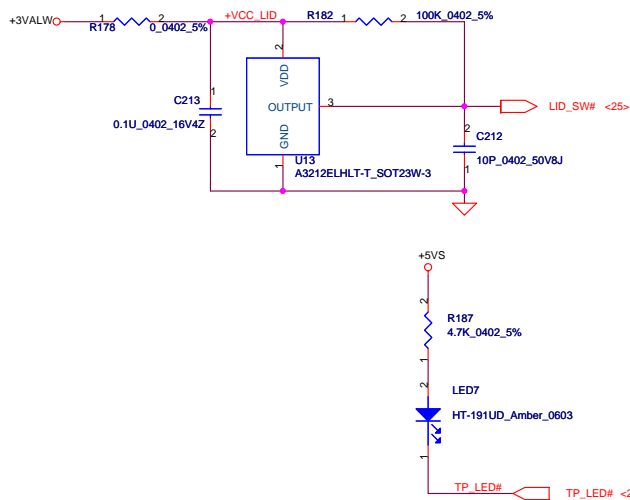 +3VALW
1
2
R178
0_0402_5%
+VCC_LID
R182
1
2
100K_0402_5%
2
VDD
OUTPUT
3
GND
1
U13
A3212ELHLT-T_SOT23W-3
C213
1
2
0.1U_0402_16V4Z
LID_SW# <25>
2
C212
1
10P_0402_50V8J
+5VS
2
R187
4.7K_0402_5%
1
2
LED7
HT-191UD_Amber_0603
1
TP_LED#
TP_LED# <2